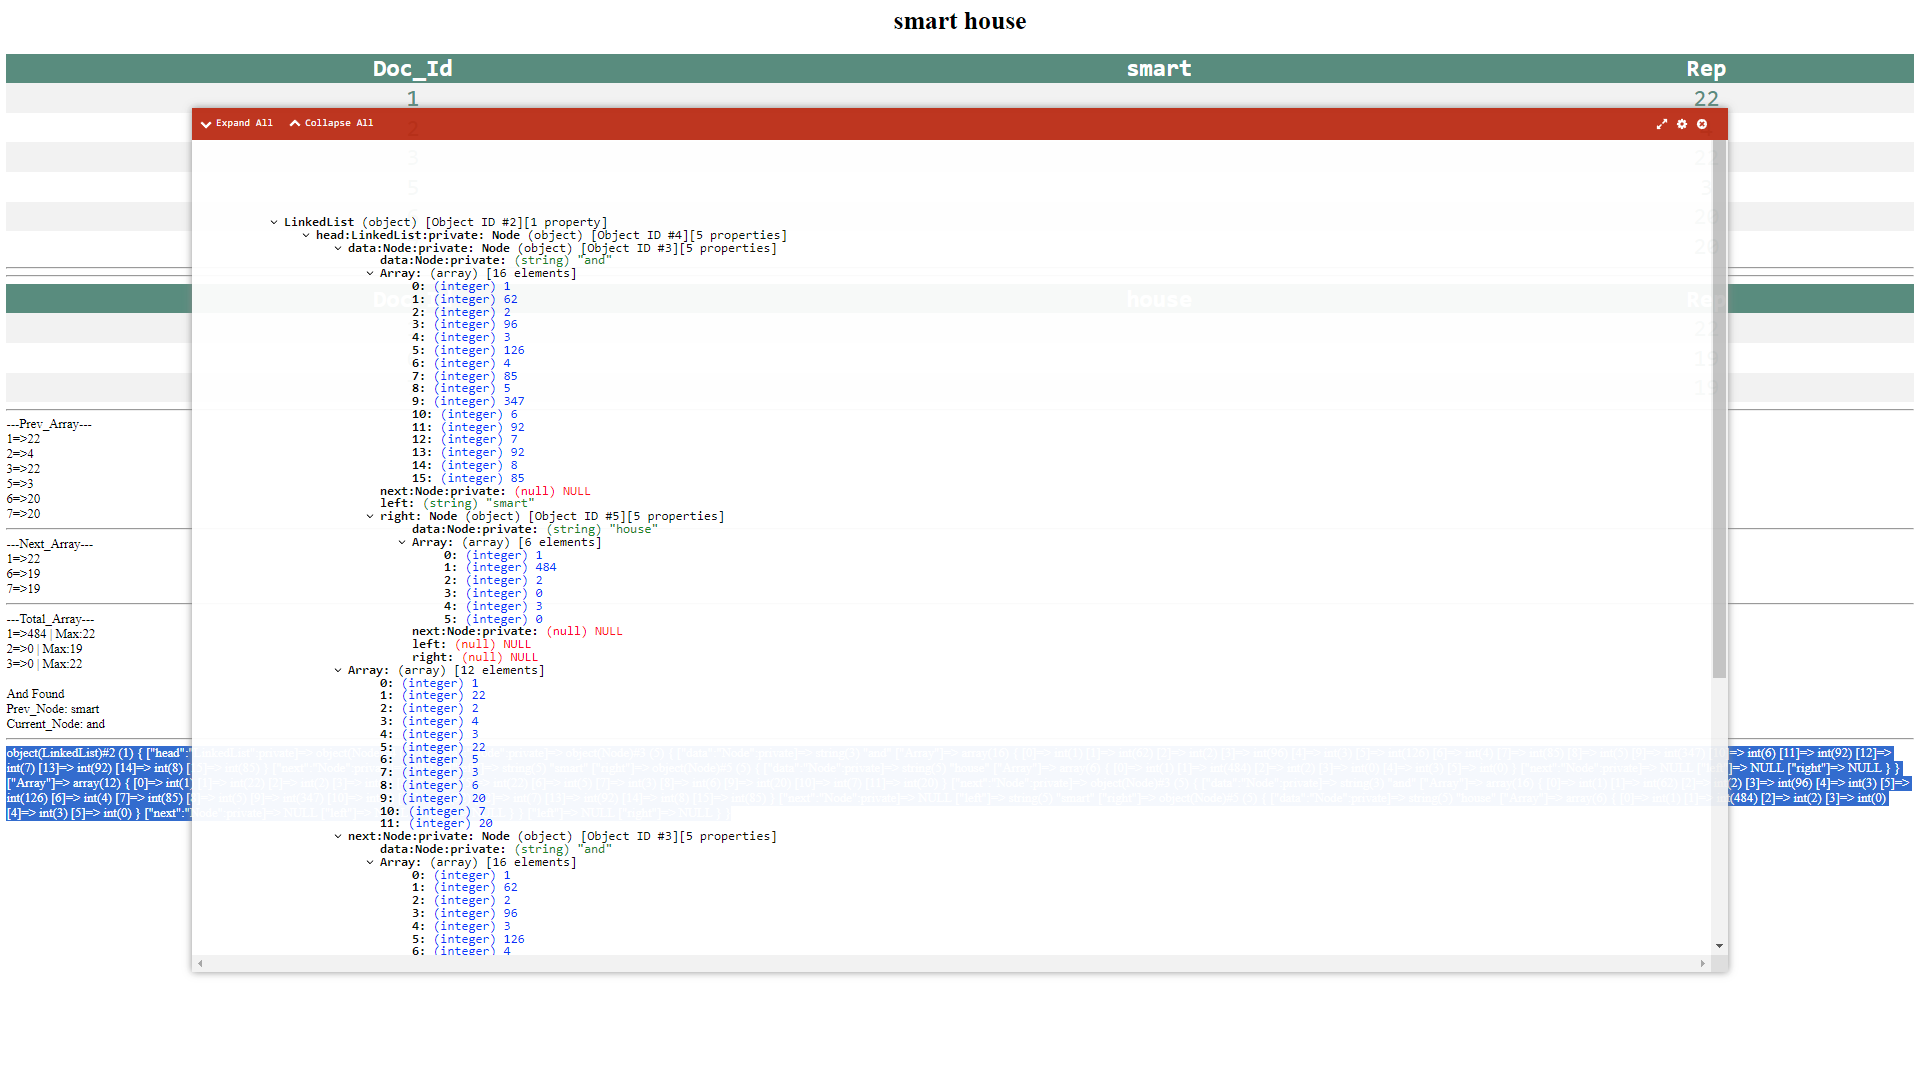 smart house
Doc_Id smart Rep
1 22
Expand All Collapse All
2
3 22
5 3
20
20
LinkedList (object) [Object ID #2][1 property]
head:LinkedList:private: Node (object) [Object ID #4][5 properties]
data:Node:private: Node (object) [Object ID #3][5 properties]
data:Node:private: (string) "and"
Array: (array) [16 elements]
0: (integer) 1
1: (integer) 62
2: (integer) 2
3: (integer) 96
4: (integer) 3
5: (integer) 126
6: (integer) 4
7: (integer) 85
8: (integer) 5
9: (integer) 347
10: (integer) 6
11: (integer) 92
12: (integer) 7
13: (integer) 92
14: (integer) 8
15: (integer) 85
next:Node:private: (null) NULL
left: (string) "smart"
right: Node (object) [Object ID #5][5 properties]
data:Node:private: (string) "house"
Array: (array) [6 elements]
0: (integer) 1
1: (integer) 484
2: (integer) 2
3: (integer) 0
4: (integer) 3
5: (integer) 0
next:Node:private: (null) NULL
left: (null) NULL
right: (null) NULL
Array: (array) [12 elements]
0: (integer) 1
1: (integer) 22
2: (integer) 2
3: (integer) 4
4: (integer) 3
5: (integer) 22
6: (integer) 5
7: (integer) 3
8: (integer) 6
9: (integer) 20
10: (integer) 7
11: (integer) 20
next:Node:private: Node (object) [Object ID #3][5 properties]
data:Node:private: (string) "and"
Array: (array) [16 elements]
0: (integer) 1
1: (integer) 62
2: (integer) 2
3: (integer) 96
4: (integer) 3
5: (integer) 126
6: (integer) 4
house Rep
22
19
19
---Prev_Array---
1=>22
2=>4
3=>22
5=>3
6=>20
7=>20
---Next_Array---
1=>22
6=>19
7=>19
---Total_Array---
1=>484 | Max:22
2=>0 | Max:19
3=>0 | Max:22
And Found
Prev_Node: smart
Current_Node: and
object(LinkedList)#2 (1) { ["head":" => int(6) [11]=> int(92) [12]=>
int(7) [13]=> int(92) [14]=> int(8) => NULL ["right"]=> NULL } }
["Array"]=> array(12) { [0]=> int(1) (2) [3]=> int(96) [4]=> int(3) [5]=>
int(126) [6]=> int(4) [7]=> int(85) (484) [2]=> int(2) [3]=> int(0)
[4]=> int(3) [5]=> int(0) } ["next":"